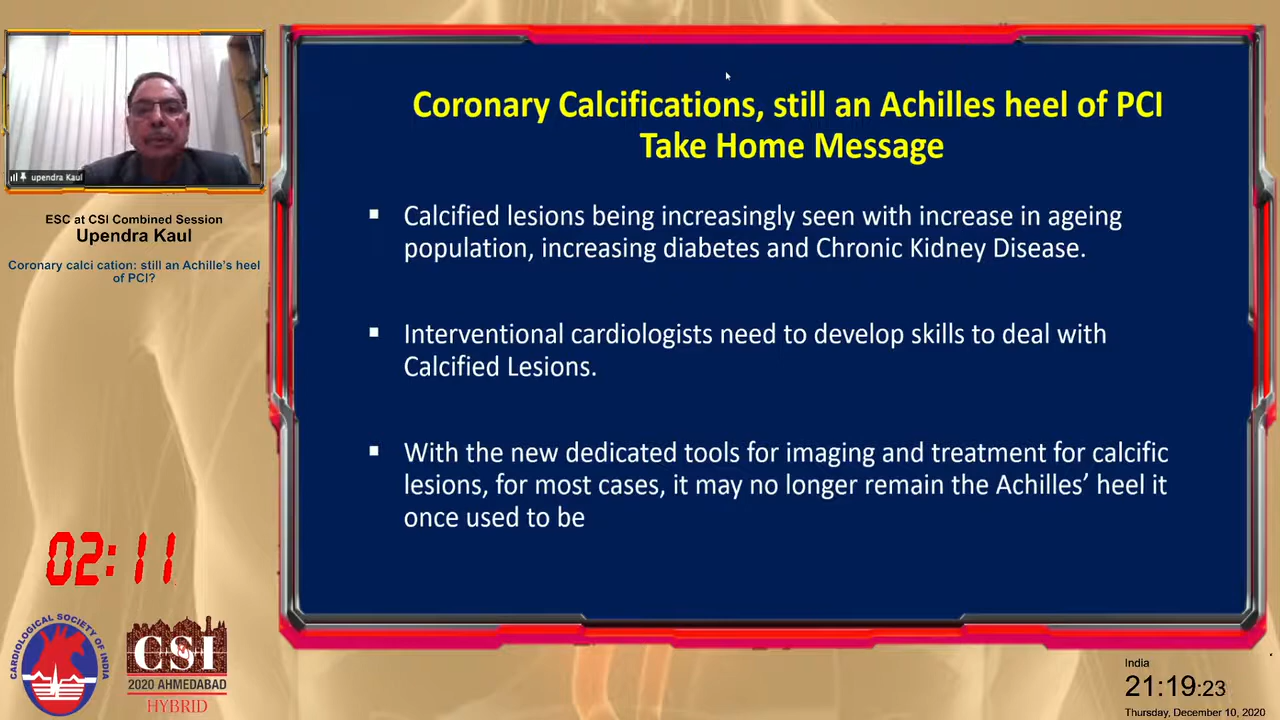 upendra Kaul
ESC at CSI Combined Session
Upendra Kaul
Coronary calci cation: still an Achille's heel
of PCI?
02:11
CARDIOLOGICAL SOCIETY OF INDIA
CSI
2020 AHMEDABAD
HYBRID
Coronary Calcifications, still an Achilles heel of PCI
Take Home Message
▪ Calcified lesions being increasingly seen with increase in ageing
population, increasing diabetes and Chronic Kidney Disease.
▪ Interventional cardiologists need to develop skills to deal with
Calcified Lesions.
▪ With the new dedicated tools for imaging and treatment for calcific
lesions, for most cases, it may no longer remain the Achilles’ heel it
once used to be
India
21:19:23
Thursday, December 10, 2020